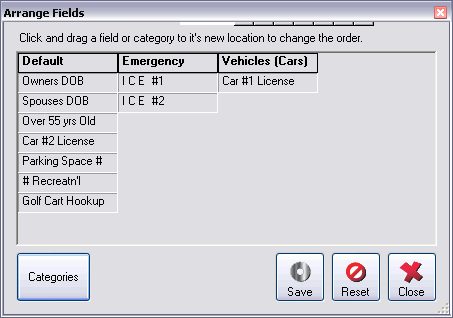 Arrange Fields
Click and drag a field or category to it's new location to change the order.
Default Emergency Vehicles (Cars)
Owners DOB I C E #1 Car #1 License
Spouses DOB I C E #2
Over 55 yrs Old
Car #2 License
Parking Space #
# Recreatn'l
Golf Cart Hookup
Categories Save Reset Close